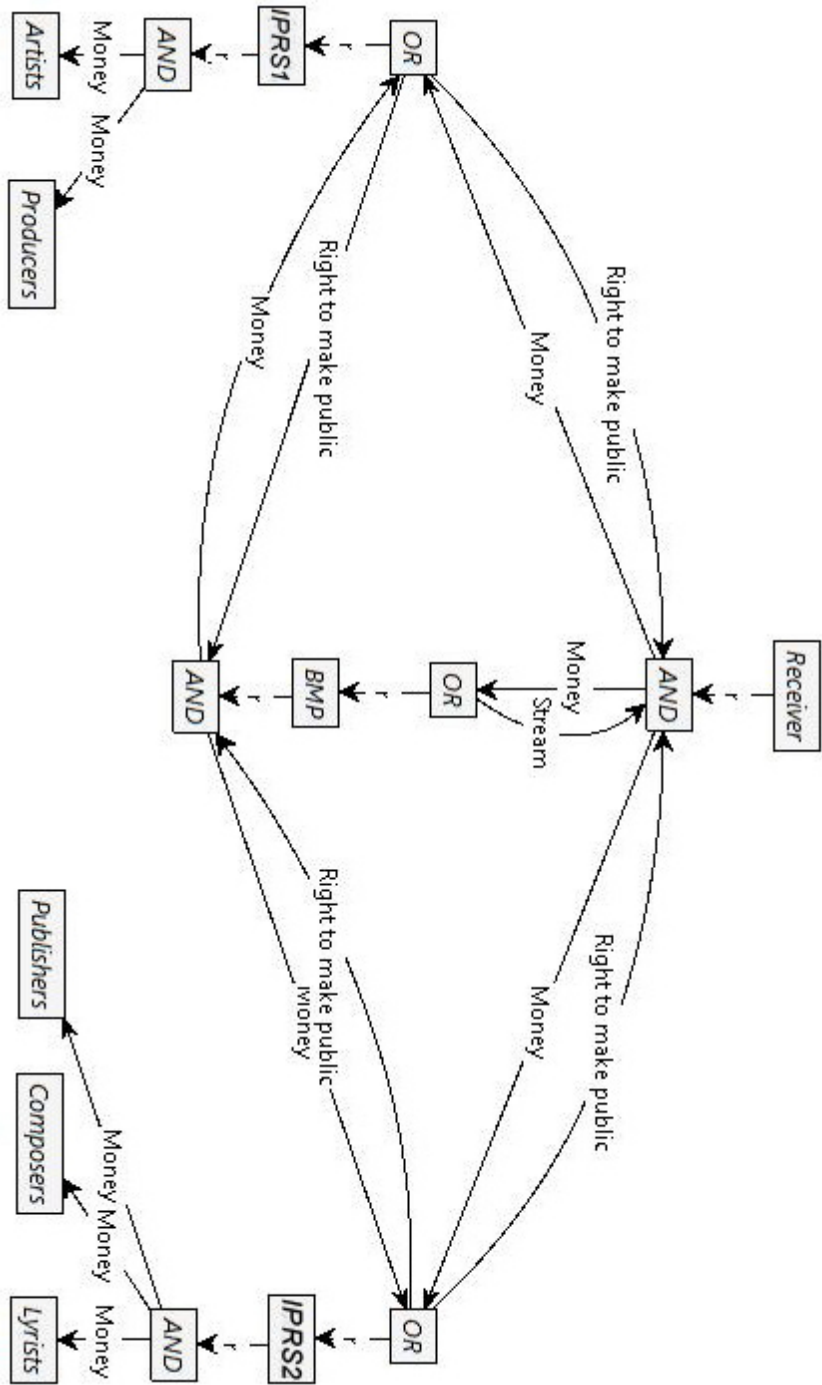 Receiver
r
AND
Right to make public
Right to make public
Money
Stream
Money
Money
OR
OR
OR
r
r
r
Right to make public
Right to make public
BMP
Money
IPRS1
IPRS2
Money
r
r
r
AND
AND
AND
Money
Money
Money
Money
Money
Artists
Producers
Publishers
Composers
Lyrists